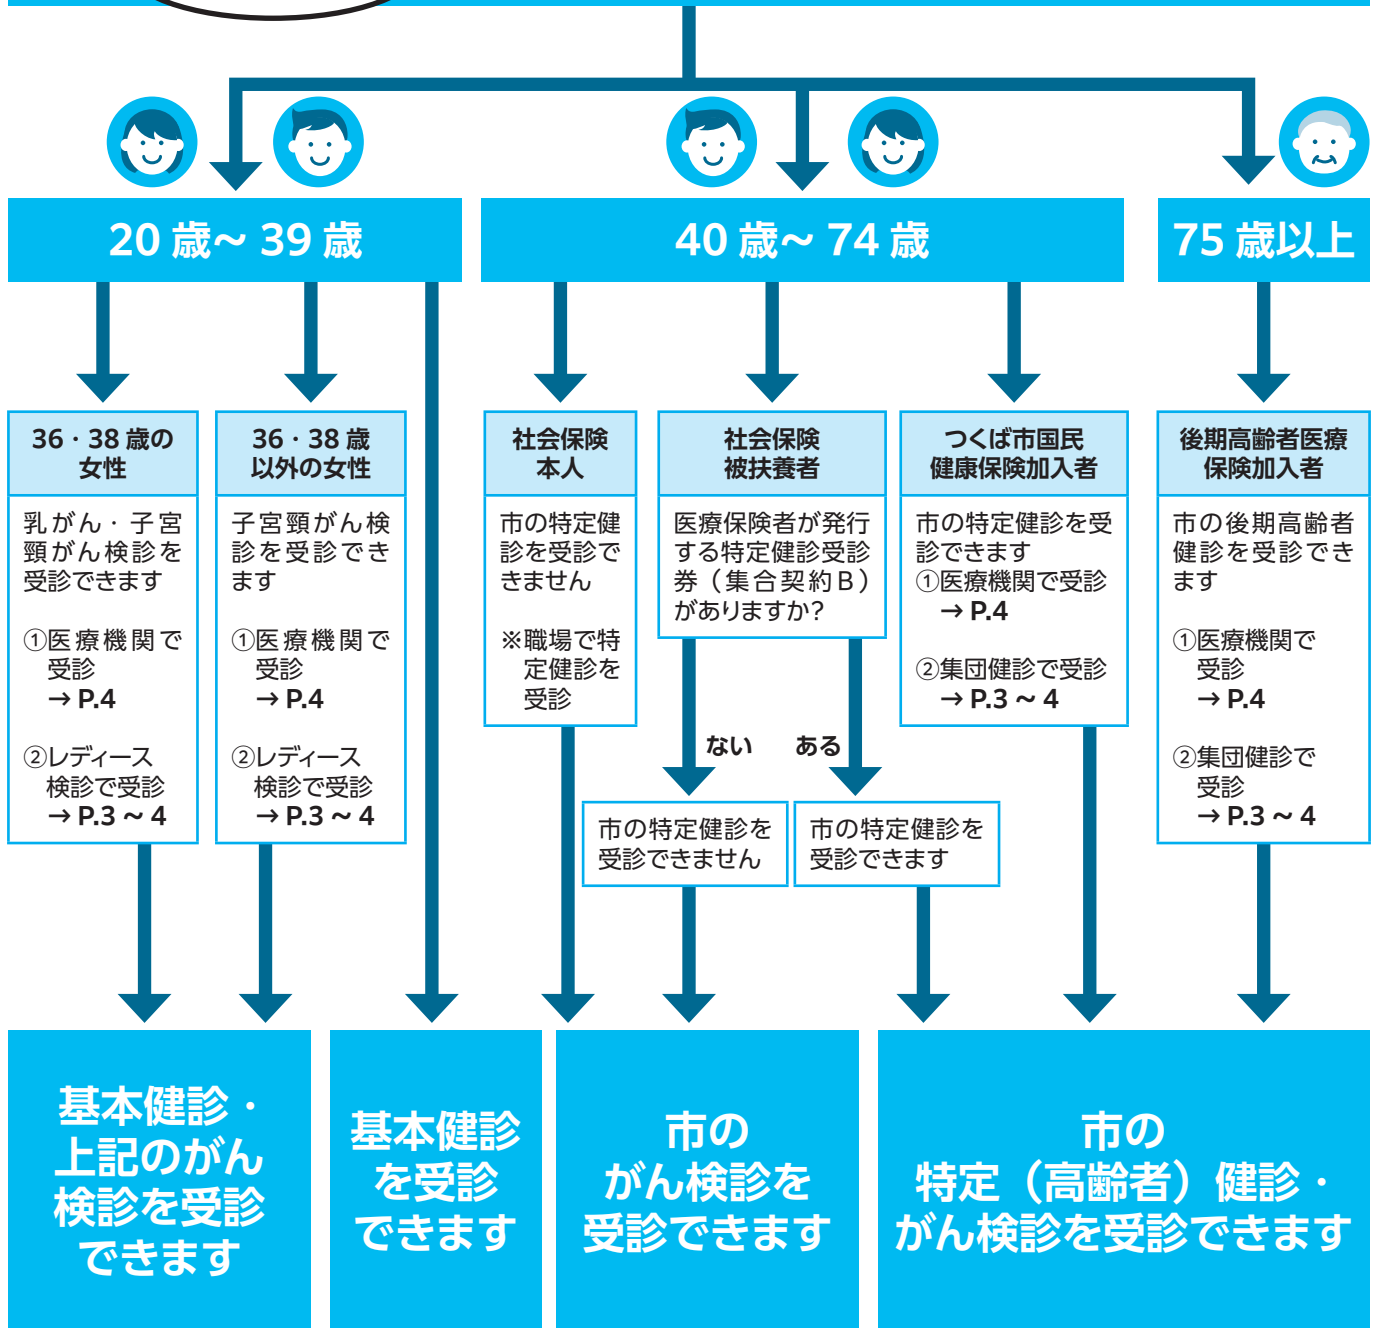 20 歳～ 39 歳
40 歳～ 74 歳
75 歳以上
36・38 歳の
女性
乳がん・子宮
頸がん検診を
受診できます
①医療機関で
受診
→ P.4
②レディース
検診で受診
→ P.3 ～ 4
36・38 歳
以外の女性
子宮頸がん検
診を受診でき
ます
①医療機関で
受診
→ P.4
②レディース
検診で受診
→ P.3 ～ 4
社会保険
本人
市の特定健
診を受診で
きません
※職場で特
定健診を
受診
社会保険
被扶養者
医療保険者が発行
する特定健診受診
券（集合契約Ｂ）
がありますか？
ない
ある
市の特定健診を
受診できません
市の特定健診を
受診できます
つくば市国民
健康保険加入者
市の特定健診を受
診できます
①医療機関で受診
→ P.4
②集団健診で受診
→ P.3 ～ 4
後期高齢者医療
保険加入者
市の後期高齢者
健診を受診でき
ます
①医療機関で
受診
→ P.4
②集団健診で
受診
→ P.3 ～ 4
基本健診・
上記のがん
検診を受診
できます
基本健診
を受診
できます
市の
がん検診を
受診できます
市の
特定（高齢者）健診・
がん検診を受診できます